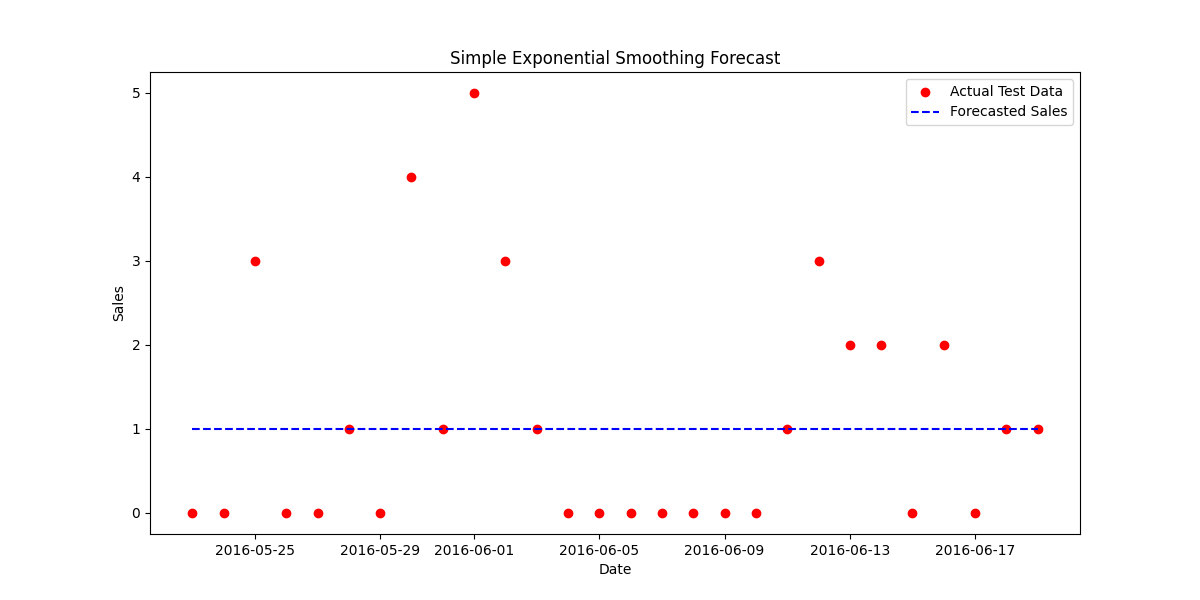 Simple Exponential Smoothing Forecast
Actual Test Data
Forecasted Sales
5
4
3
2
1
0
Sales
2016-05-25 2016-05-29 2016-06-01 2016-06-05 2016-06-09 2016-06-13 2016-06-17
Date